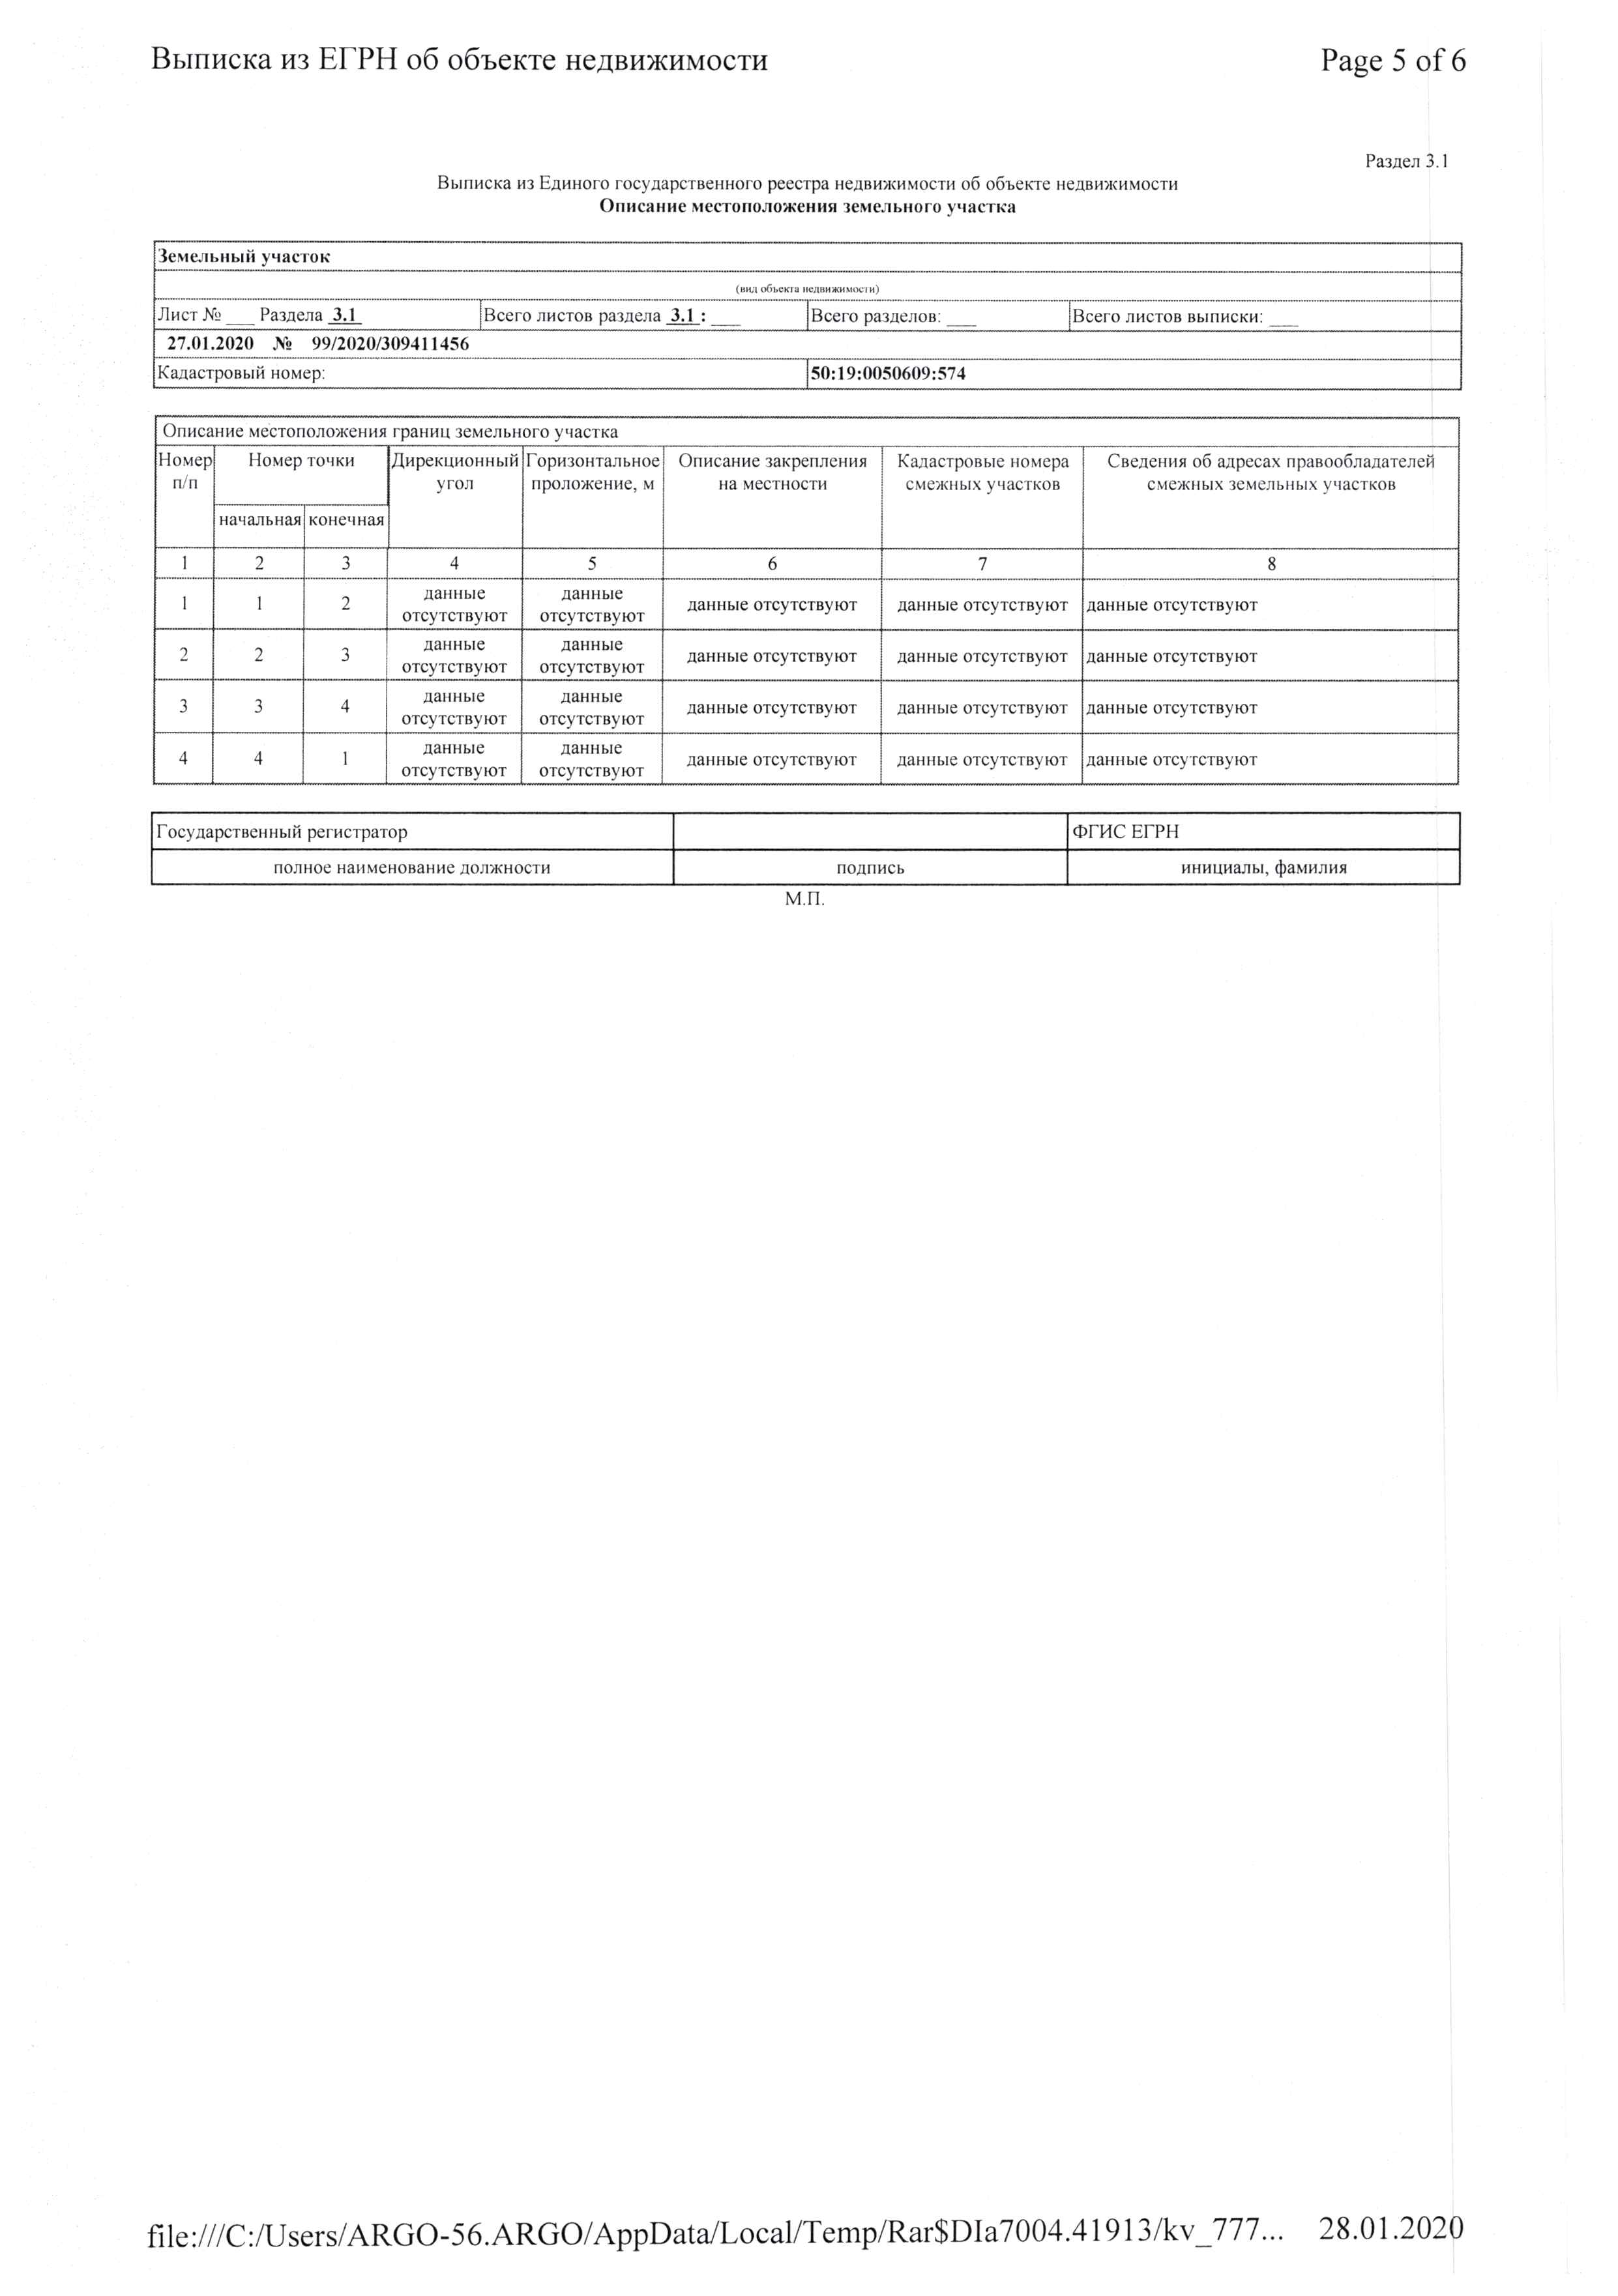 Выписка из ЕГРН об объекте недвижимости Page 5 of 6
Раздел 3.1
Выписка из Единого государственного реестра недвижимости об объекте недвижимости
Описание местоположения земельного участка
Земельный участок
(вид объекта недвижимости)
Лист № ___ Раздела 3.1 Всего листов раздела 3.1 : ___ Всего разделов: ___ Всего листов выписки: ___
27.01.2020 № 99/2020/309411456
Кадастровый номер: 50:19:0050609:574
Описание местоположения границ земельного участка
Номер Номер точки Дирекционный Горизонтальное Описание закрепления Кадастровые номера Сведения об адресах правообладателей
п/п угол проложение, м на местности смежных участков смежных земельных участков
начальная конечная
1 2 3 4 5 6 7 8
данные данные
1 1 2 данные отсутствуют данные отсутствуют данные отсутствуют
отсутствуют отсутствуют
данные данные
2 2 3 данные отсутствуют данные отсутствуют данные отсутствуют
отсутствуют отсутствуют
данные данные
3 3 4 данные отсутствуют данные отсутствуют данные отсутствуют
отсутствуют отсутствуют
данные данные
4 4 1 данные отсутствуют данные отсутствуют данные отсутствуют
отсутствуют отсутствуют
Государственный регистратор ФГИС ЕГРН
полное наименование должности подпись инициалы, фамилия
М.П.
file:///C:/Users/ARGO-56.ARGO/AppData/Local/Temp/Rar$DIa7004.41913/kv_777... 28.01.2020